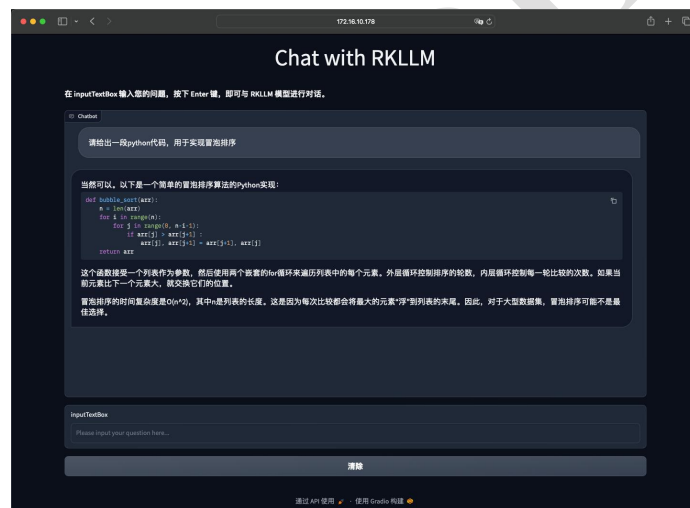 172.16.10.178
Chat with RKLLM
在 inputTextBox 输入您的问题，按下 Enter 键，即可与 RKLLM 模型进行对话。
Chatbot
请给出一段python代码，用于实现冒泡排序
当然可以。以下是一个简单的冒泡排序算法的Python实现：
def bubble_sort(arr):
    n = len(arr)
    for i in range(n):
        for j in range(0, n-i-1):
            if arr[j] > arr[j+1] :
                arr[j], arr[j+1] = arr[j+1], arr[j]
    return arr
这个函数接受一个列表作为参数，然后使用两个嵌套的for循环来遍历列表中的每个元素。外层循环控制排序的轮数，内层循环控制每一轮比较的次数。如果当
前元素比下一个元素大，就交换它们的位置。
冒泡排序的时间复杂度是O(n^2)，其中n是列表的长度。这是因为每次比较都会将最大的元素“浮”到列表的末尾。因此，对于大型数据集，冒泡排序可能不是最
佳选择。
inputTextBox
Please input your question here...
清除
通过 API 使用 · 使用 Gradio 构建